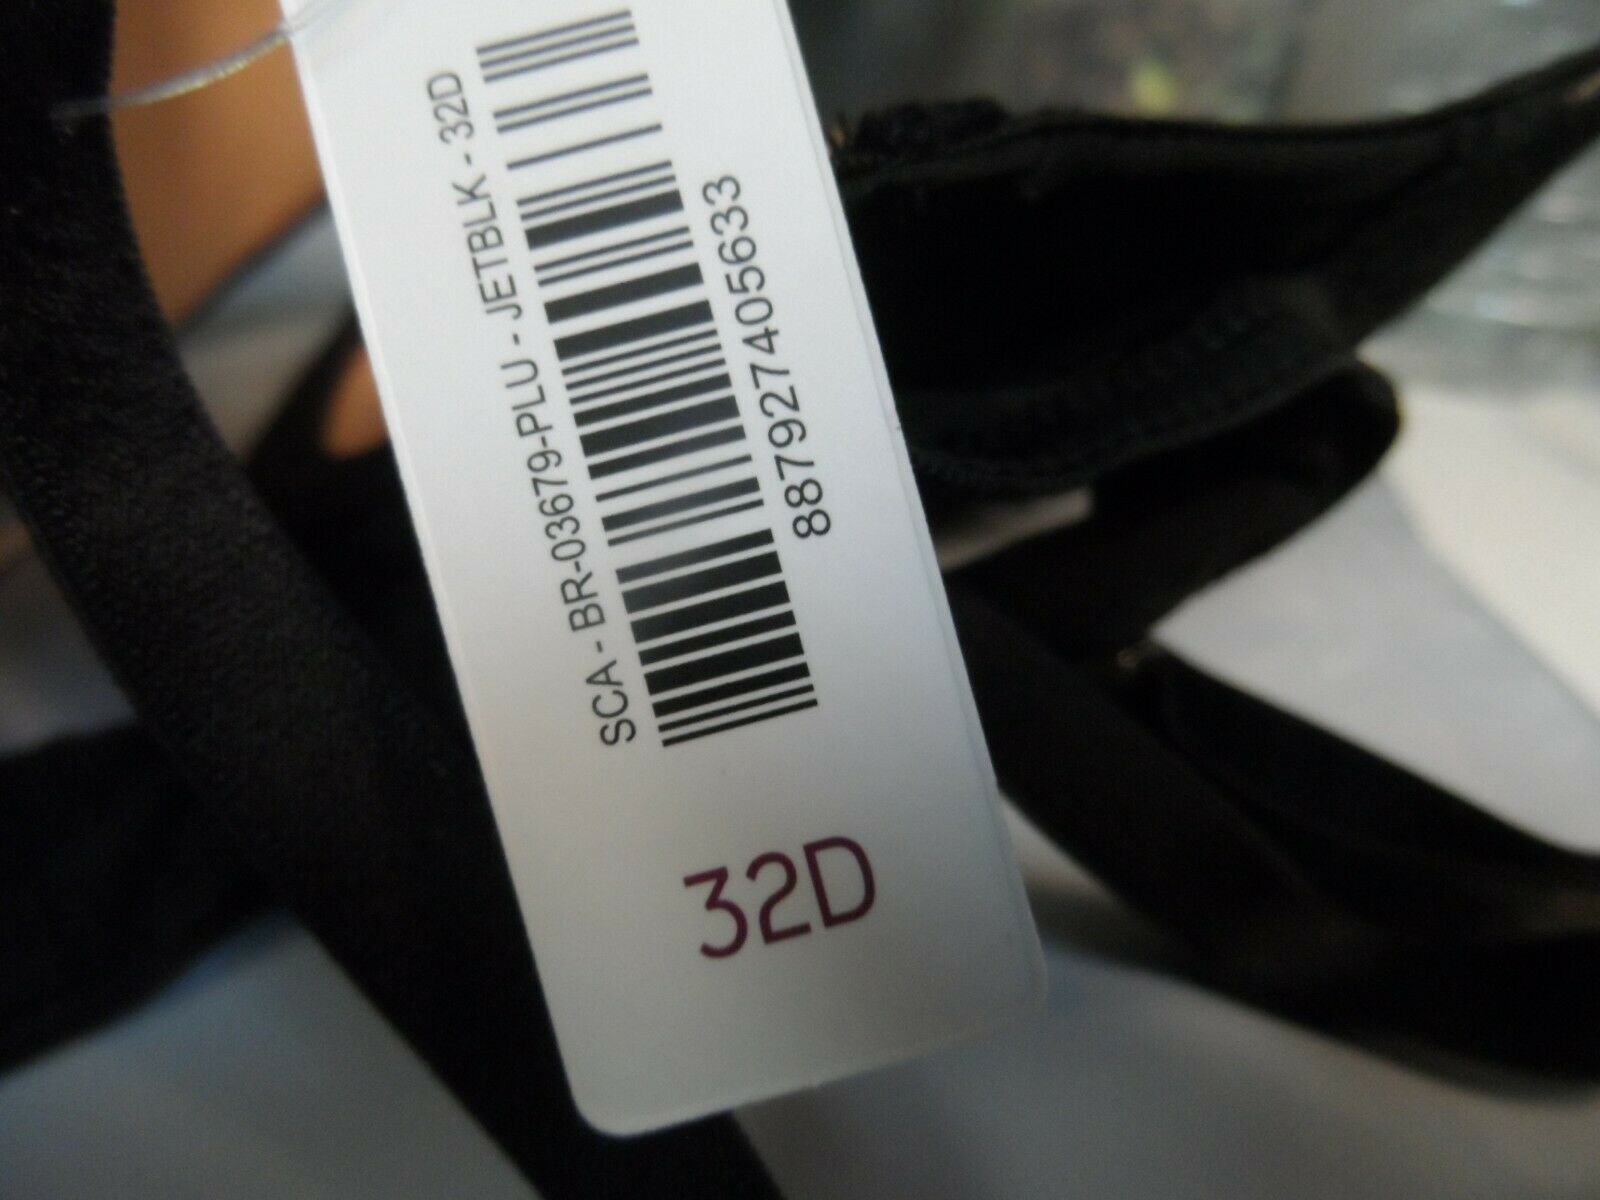 SCA - BR-03679-PLU - JETBLK - 32D
887927405633
32D